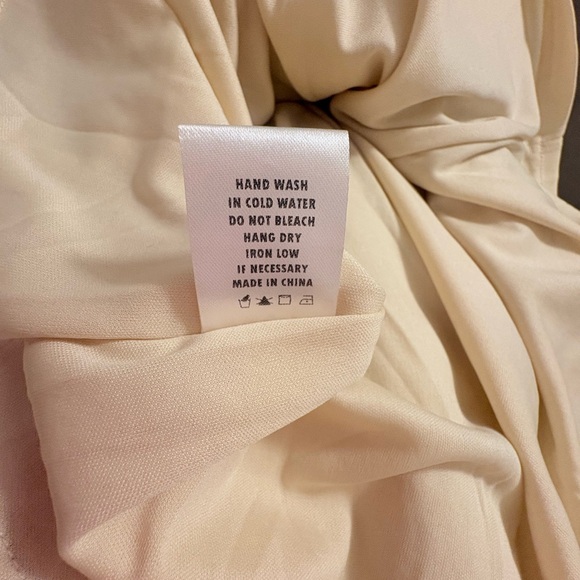 HAND WASH
IN COLD WATER
DO NOT BLEACH
HANG DRY
IRON LOW
IF NECESSARY
MADE IN CHINA